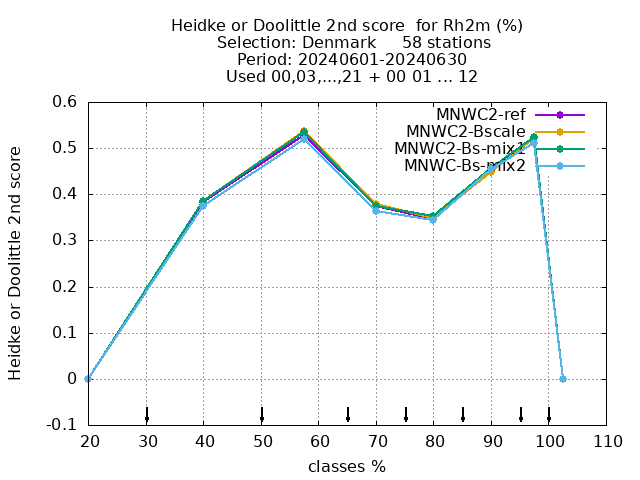 Heidke or Doolittle 2nd score  for Rh2m (%)
Selection: Denmark     58 stations
Period: 20240601-20240630
Used 00,03,...,21 + 00 01 ... 12
MNWC2-ref
MNWC2-Bscale
MNWC2-Bs-mix1
MNWC-Bs-mix2
Heidke or Doolittle 2nd score
0.6
0.5
0.4
0.3
0.2
0.1
0
-0.1
20 30 40 50 60 70 80 90 100 110
classes %